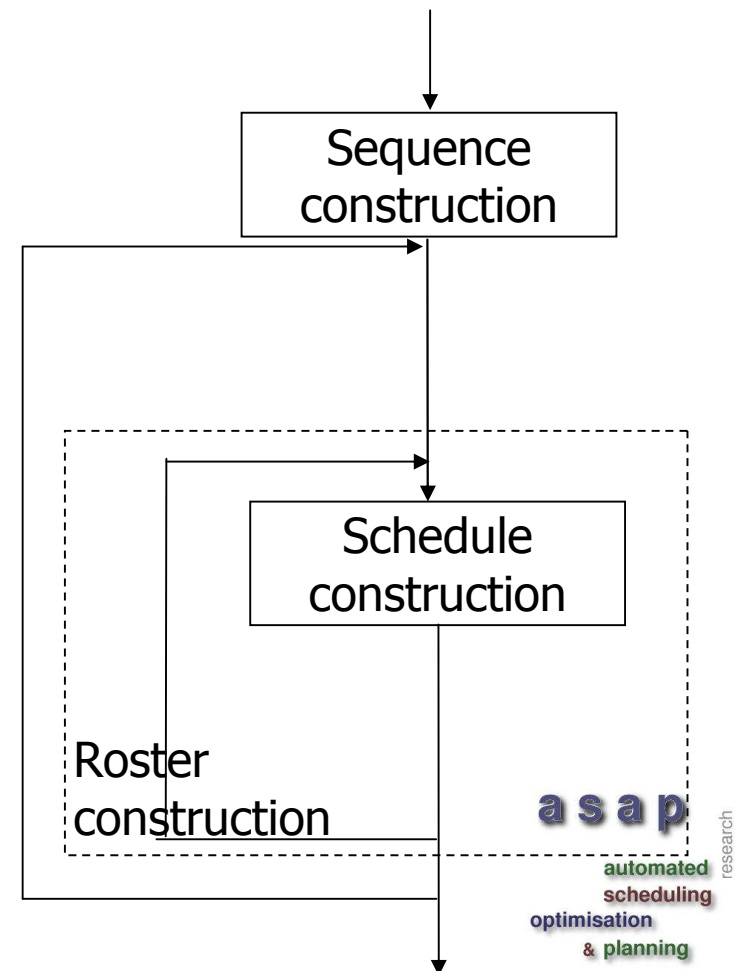 Sequence
construction
Schedule
construction
Roster
construction
a s a p
research
automated
scheduling
optimisation
& planning